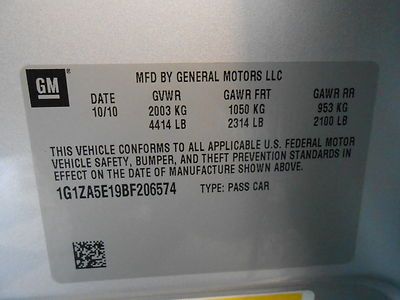 GM ®
MFD BY GENERAL MOTORS LLC
DATE GVWR GAWR FRT GAWR RR
10/10 2003 KG 1050 KG 953 KG
4414 LB 2314 LB 2100 LB
THIS VEHICLE CONFORMS TO ALL APPLICABLE U.S. FEDERAL MOTOR
VEHICLE SAFETY, BUMPER, AND THEFT PREVENTION STANDARDS IN
EFFECT ON THE DATE OF MANUFACTURE SHOWN ABOVE.
1G1ZA5E19BF206574 TYPE: PASS CAR